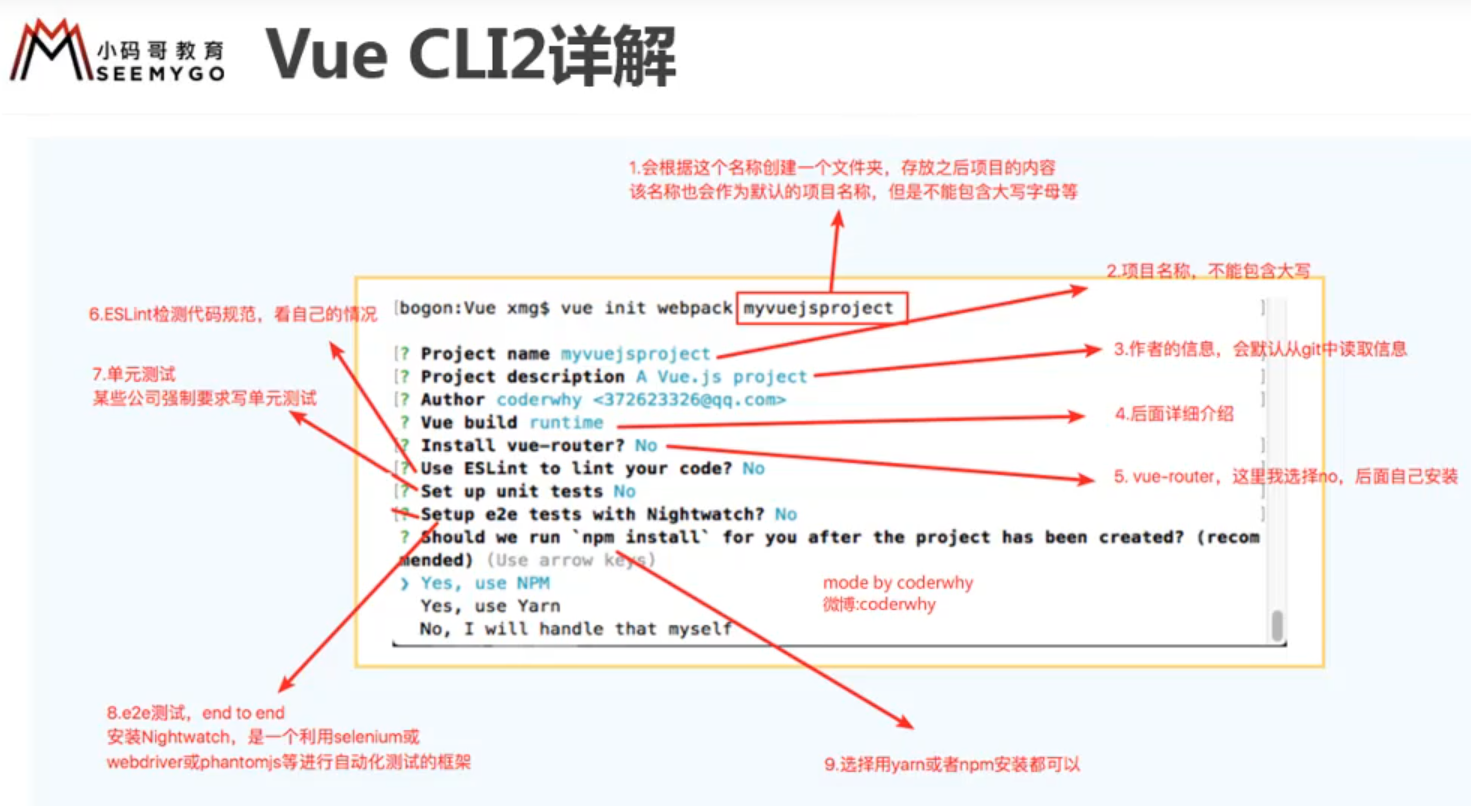 小码哥教育
SEEMYGO
Vue CLI2详解
1.会根据这个名称创建一个文件夹，存放之后项目的内容
该名称也会作为默认的项目名称，但是不能包含大写字母等
2.项目名称，不能包含大写
6.ESLint检测代码规范，看自己的情况
[bogon:Vue xmg$ vue init webpack myvuejsproject ]
3.作者的信息，会默认从git中读取信息
7.单元测试
某些公司强制要求写单元测试
[? Project name myvuejsproject
[? Project description A Vue.js project ]
[? Author coderwhy <372623326@qq.com> ]
? Vue build runtime
4.后面详细介绍
[? Install vue-router? No ]
[? Use ESLint to lint your code? No ]
5. vue-router，这里我选择no，后面自己安装
[? Set up unit tests No ]
[? Setup e2e tests with Nightwatch? No ]
? Should we run `npm install` for you after the project has been created? (recom
mended) (Use arrow keys)
❯ Yes, use NPM
Yes, use Yarn
No, I will handle that myself
mode by coderwhy
微博:coderwhy
8.e2e测试，end to end
安装Nightwatch，是一个利用selenium或
webdriver或phantomjs等进行自动化测试的框架
9.选择用yarn或者npm安装都可以